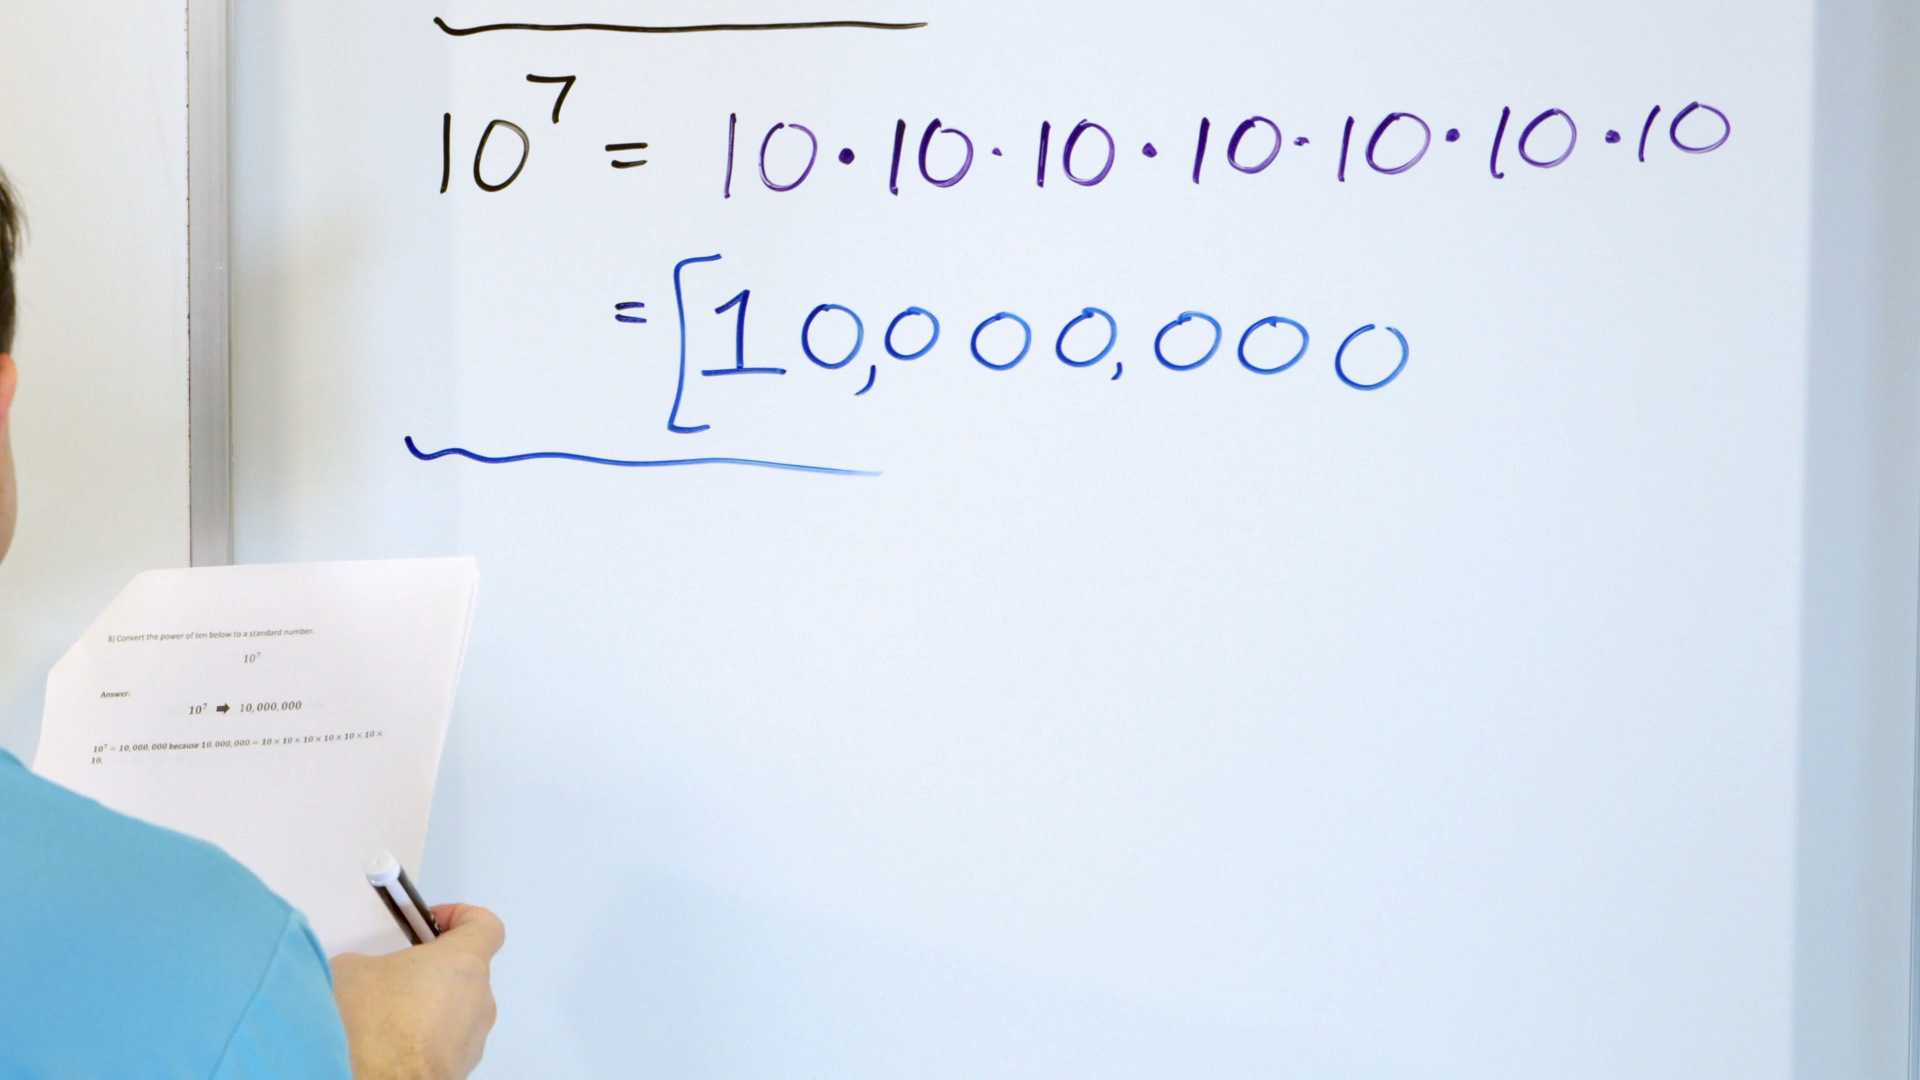 10⁷ = 10 · 10 · 10 · 10 · 10 · 10 · 10
= [10,000,000
8) Convert the power of ten below to a standard number.
10⁷
Answer:
10⁷ ➡ 10,000,000
10⁷ = 10,000,000 because 10,000,000 = 10 × 10 × 10 × 10 × 10 × 10 ×
10.